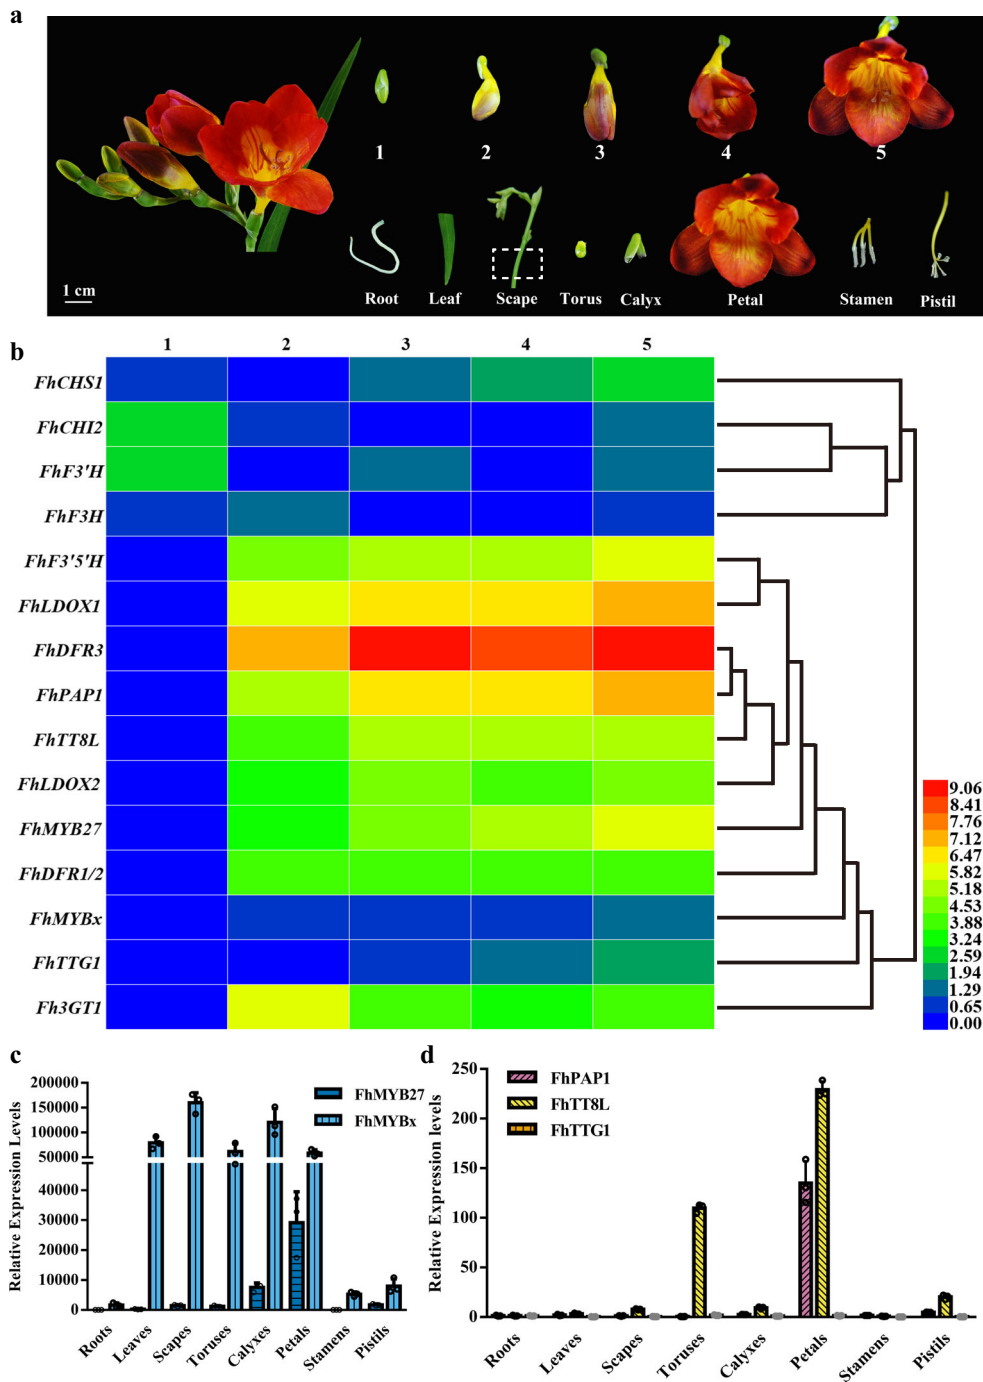 a
1 2 3 4 5
1 cm
Root Leaf Scape Torus Calyx Petal Stamen Pistil
b
1 2 3 4 5
FhCHS1
FhCHI2
FhF3'H
FhF3H
FhF3'5'H
FhLDOX1
FhDFR3
FhPAP1
FhTT8L
FhLDOX2
FhMYB27
FhDFR1/2
FhMYBx
FhTTG1
Fh3GT1
9.06
8.41
7.76
7.12
6.47
5.82
5.18
4.53
3.88
3.24
2.59
1.94
1.29
0.65
0.00
c
Relative Expression Levels
200000
150000
100000
50000
40000
30000
20000
10000
0
FhMYB27
FhMYBx
Roots Leaves Scapes Toruses Calyxes Petals Stamens Pistils
d
Relative Expression levels
250
200
150
100
50
0
FhPAP1
FhTT8L
FhTTG1
Roots Leaves Scapes Toruses Calyxes Petals Stamens Pistils